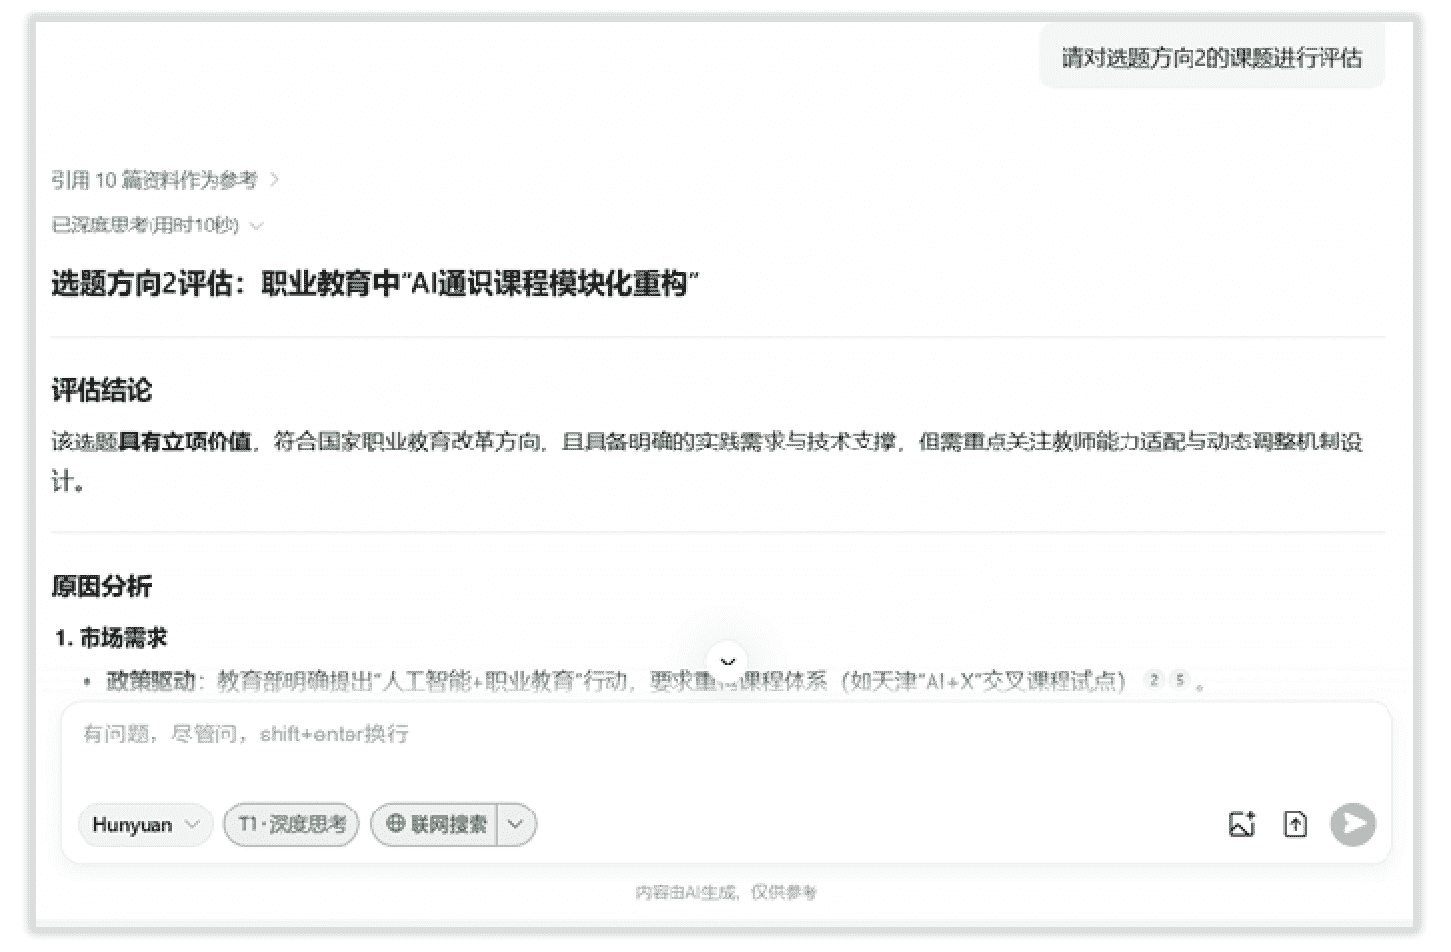 请对选题方向2的课题进行评估
引用 10 篇资料作为参考
已深度思考(用时10秒)
选题方向2评估：职业教育中“AI通识课程模块化重构”
评估结论
该选题具有立项价值，符合国家职业教育改革方向，且具备明确的实践需求与技术支撑，但需重点关注教师能力适配与动态调整机制设
计。
原因分析
1. 市场需求
• 政策驱动：教育部明确提出“人工智能+职业教育”行动，要求重课程体系（如天津“AI+X”交叉课程试点） 2 5 。
有问题，尽管问，shift+enter换行
Hunyuan T1·深度思考 联网搜索
内容由AI生成，仅供参考